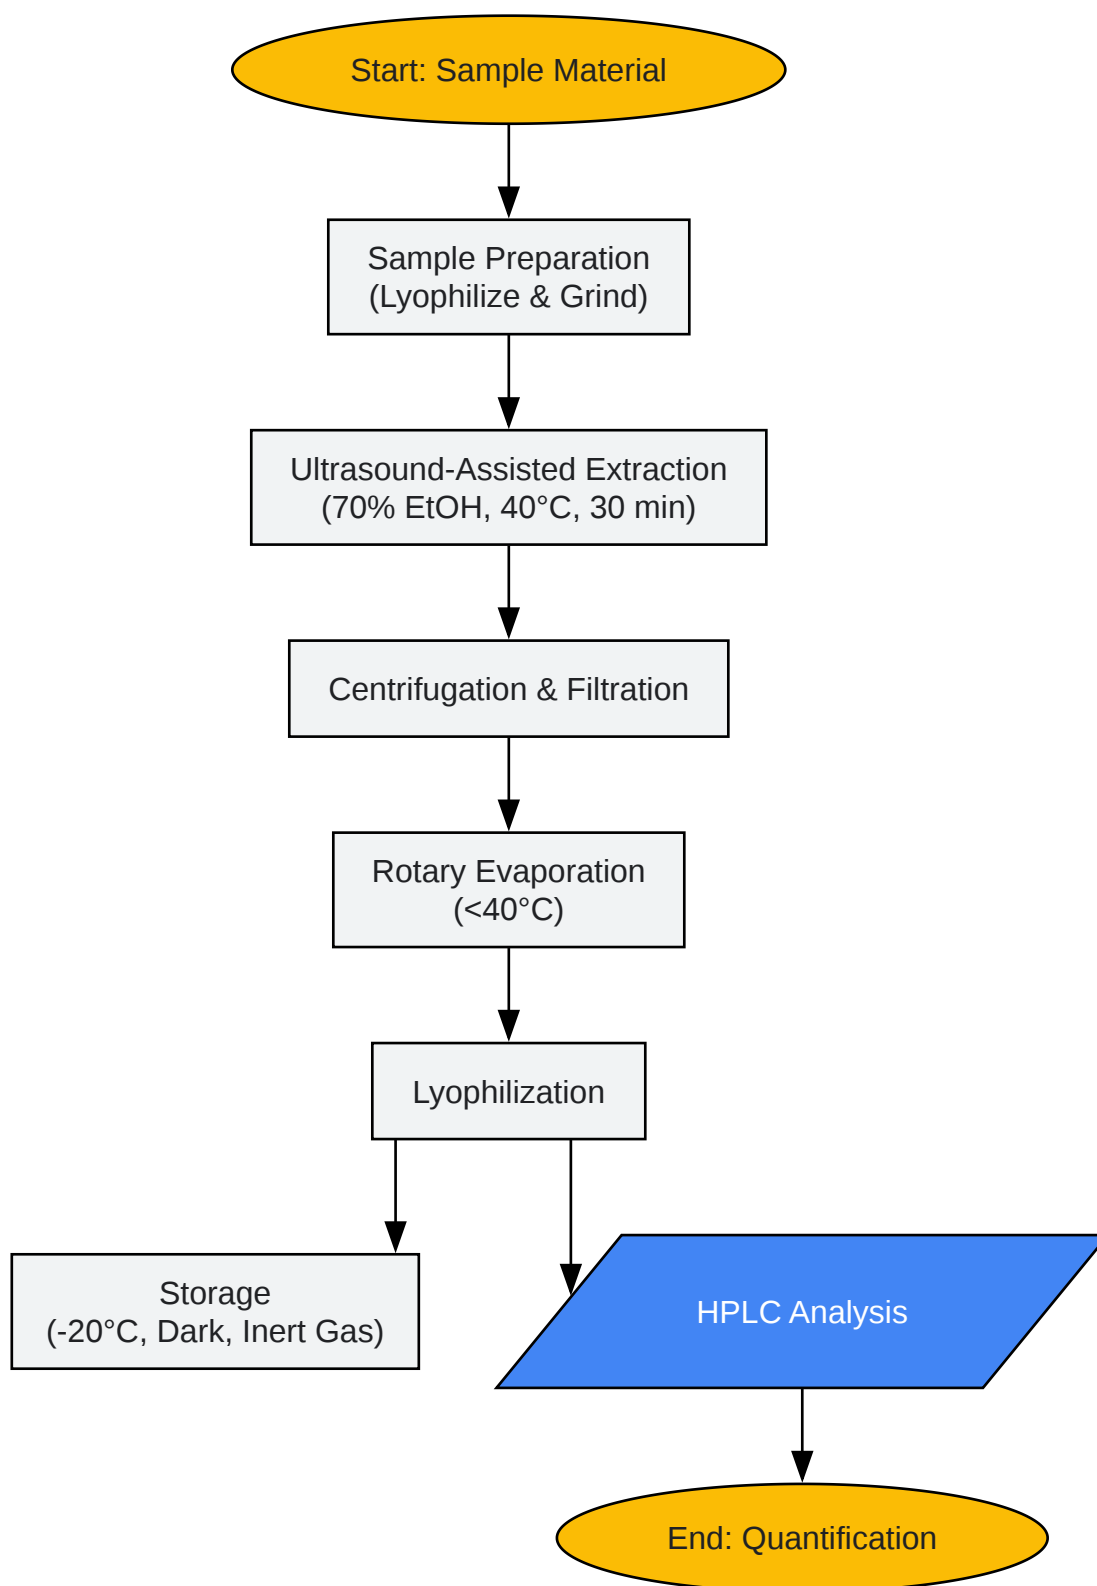 Start: Sample Material
Sample Preparation
(Lyophilize & Grind)
Ultrasound-Assisted Extraction
(70% EtOH, 40°C, 30 min)
Centrifugation & Filtration
Rotary Evaporation
(<40°C)
Lyophilization
Storage
(-20°C, Dark, Inert Gas)
HPLC Analysis
End: Quantification